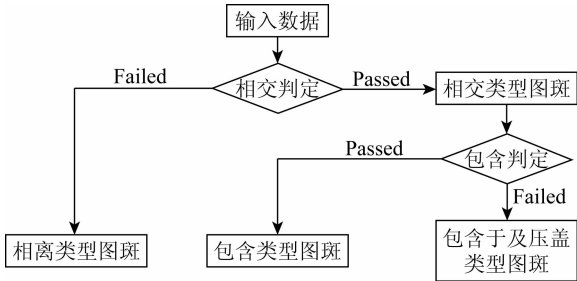 输入数据
Failed
相交判定
Passed
相交类型图斑
Passed
包含判定
Failed
相离类型图斑
包含类型图斑
包含于及压盖
类型图斑